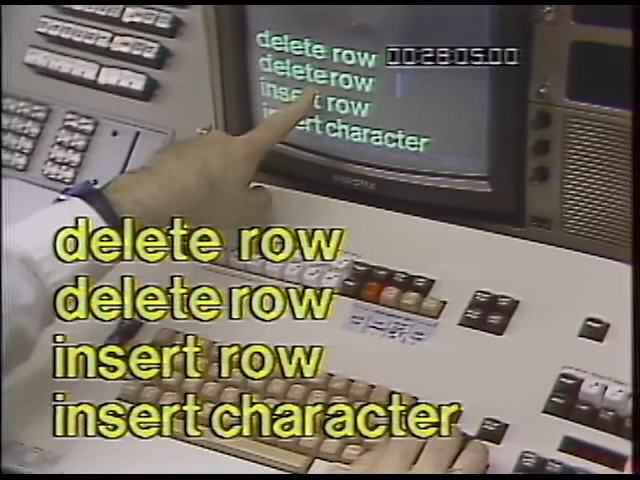 delete row
00:28:05.00
delete row
insert row
insert character
delete row
delete row
insert row
insert character